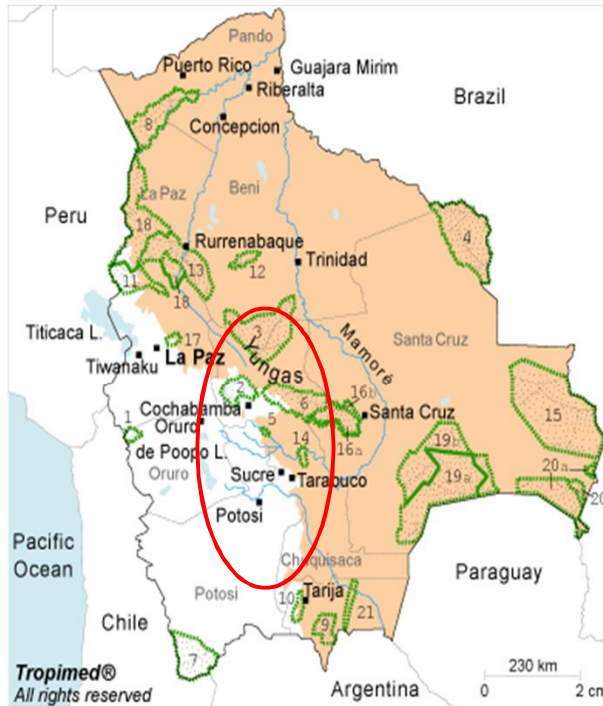 Pando
Puerto Rico
Guajara Mirim
Riberalta
Brazil
8
Concepcion
La Paz
Beni
4
Peru
18
Rurrenabaque
13
12
Trinidad
11
18
3
Mamoré
Titicaca L.
17
Yungas
Santa Cruz
La Paz
Tiwanaku
2
16b
15
Cochabamba
6
Santa Cruz
1
Oruro
5
14
16a
19b
de Poopo L.
Oruro
Sucre
Tarabuco
19a
20a
20
Potosi
Pacific
Ocean
Chuquisaca
Paraguay
Potosi
10
Tarija
21
Chile
9
7
Tropimed®
All rights reserved
Argentina
230 km
0 2 cm